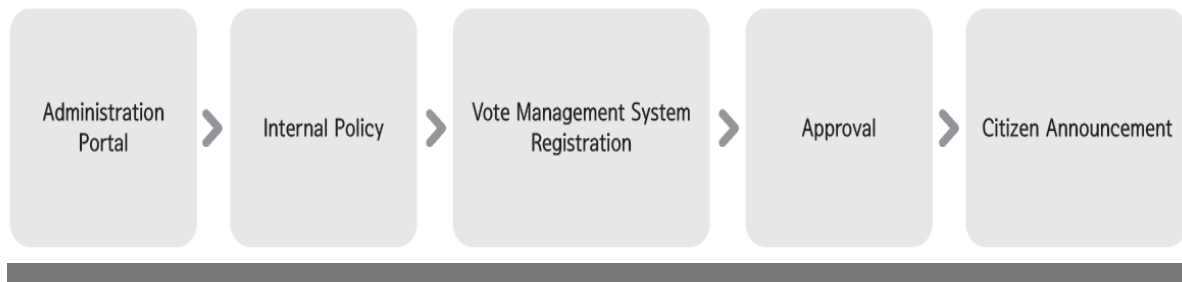 Administration
Portal
Internal Policy
Vote Management System
Registration
Approval
Citizen Announcement